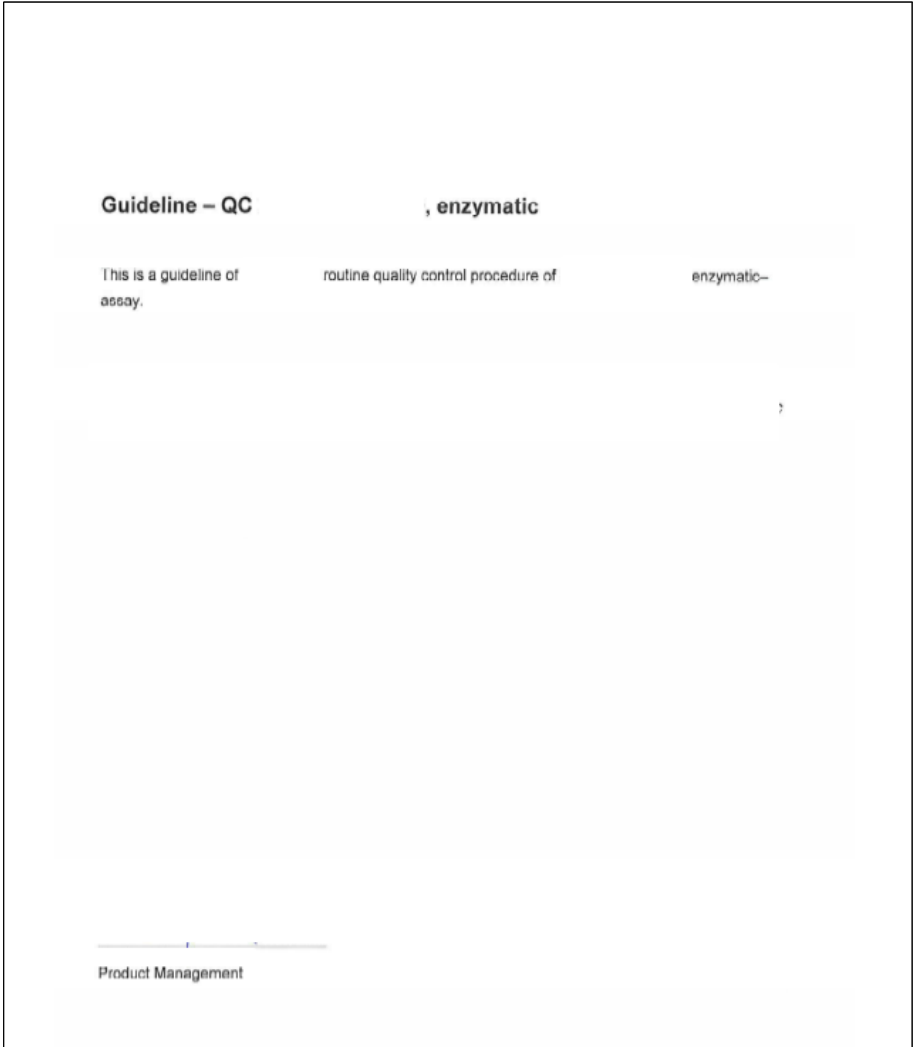 Guideline – QC , enzymatic
This is a guideline of routine quality control procedure of enzymatic–
assay.
Product Management